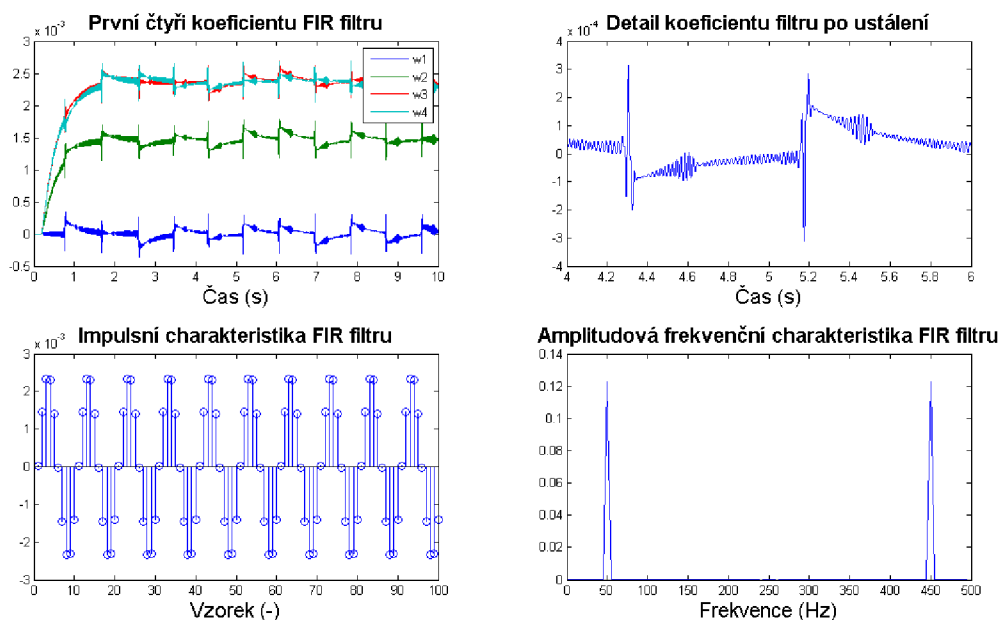 První čtyři koeficientu FIR filtru
x 10⁻³
3
2.5
2
1.5
1
0.5
0
-0.5
w1
w2
w3
w4
0 1 2 3 4 5 6 7 8 9 10
Čas (s)
Detail koeficientu filtru po ustálení
x 10⁻⁴
4
3
2
1
0
-1
-2
-3
-4
4 4.2 4.4 4.6 4.8 5 5.2 5.4 5.6 5.8 6
Čas (s)
Impulsní charakteristika FIR filtru
x 10⁻³
3
2
1
0
-1
-2
-3
0 10 20 30 40 50 60 70 80 90 100
Vzorek (-)
Amplitudová frekvenční charakteristika FIR filtru
0.14
0.12
0.1
0.08
0.06
0.04
0.02
0
0 50 100 150 200 250 300 350 400 450 500
Frekvence (Hz)